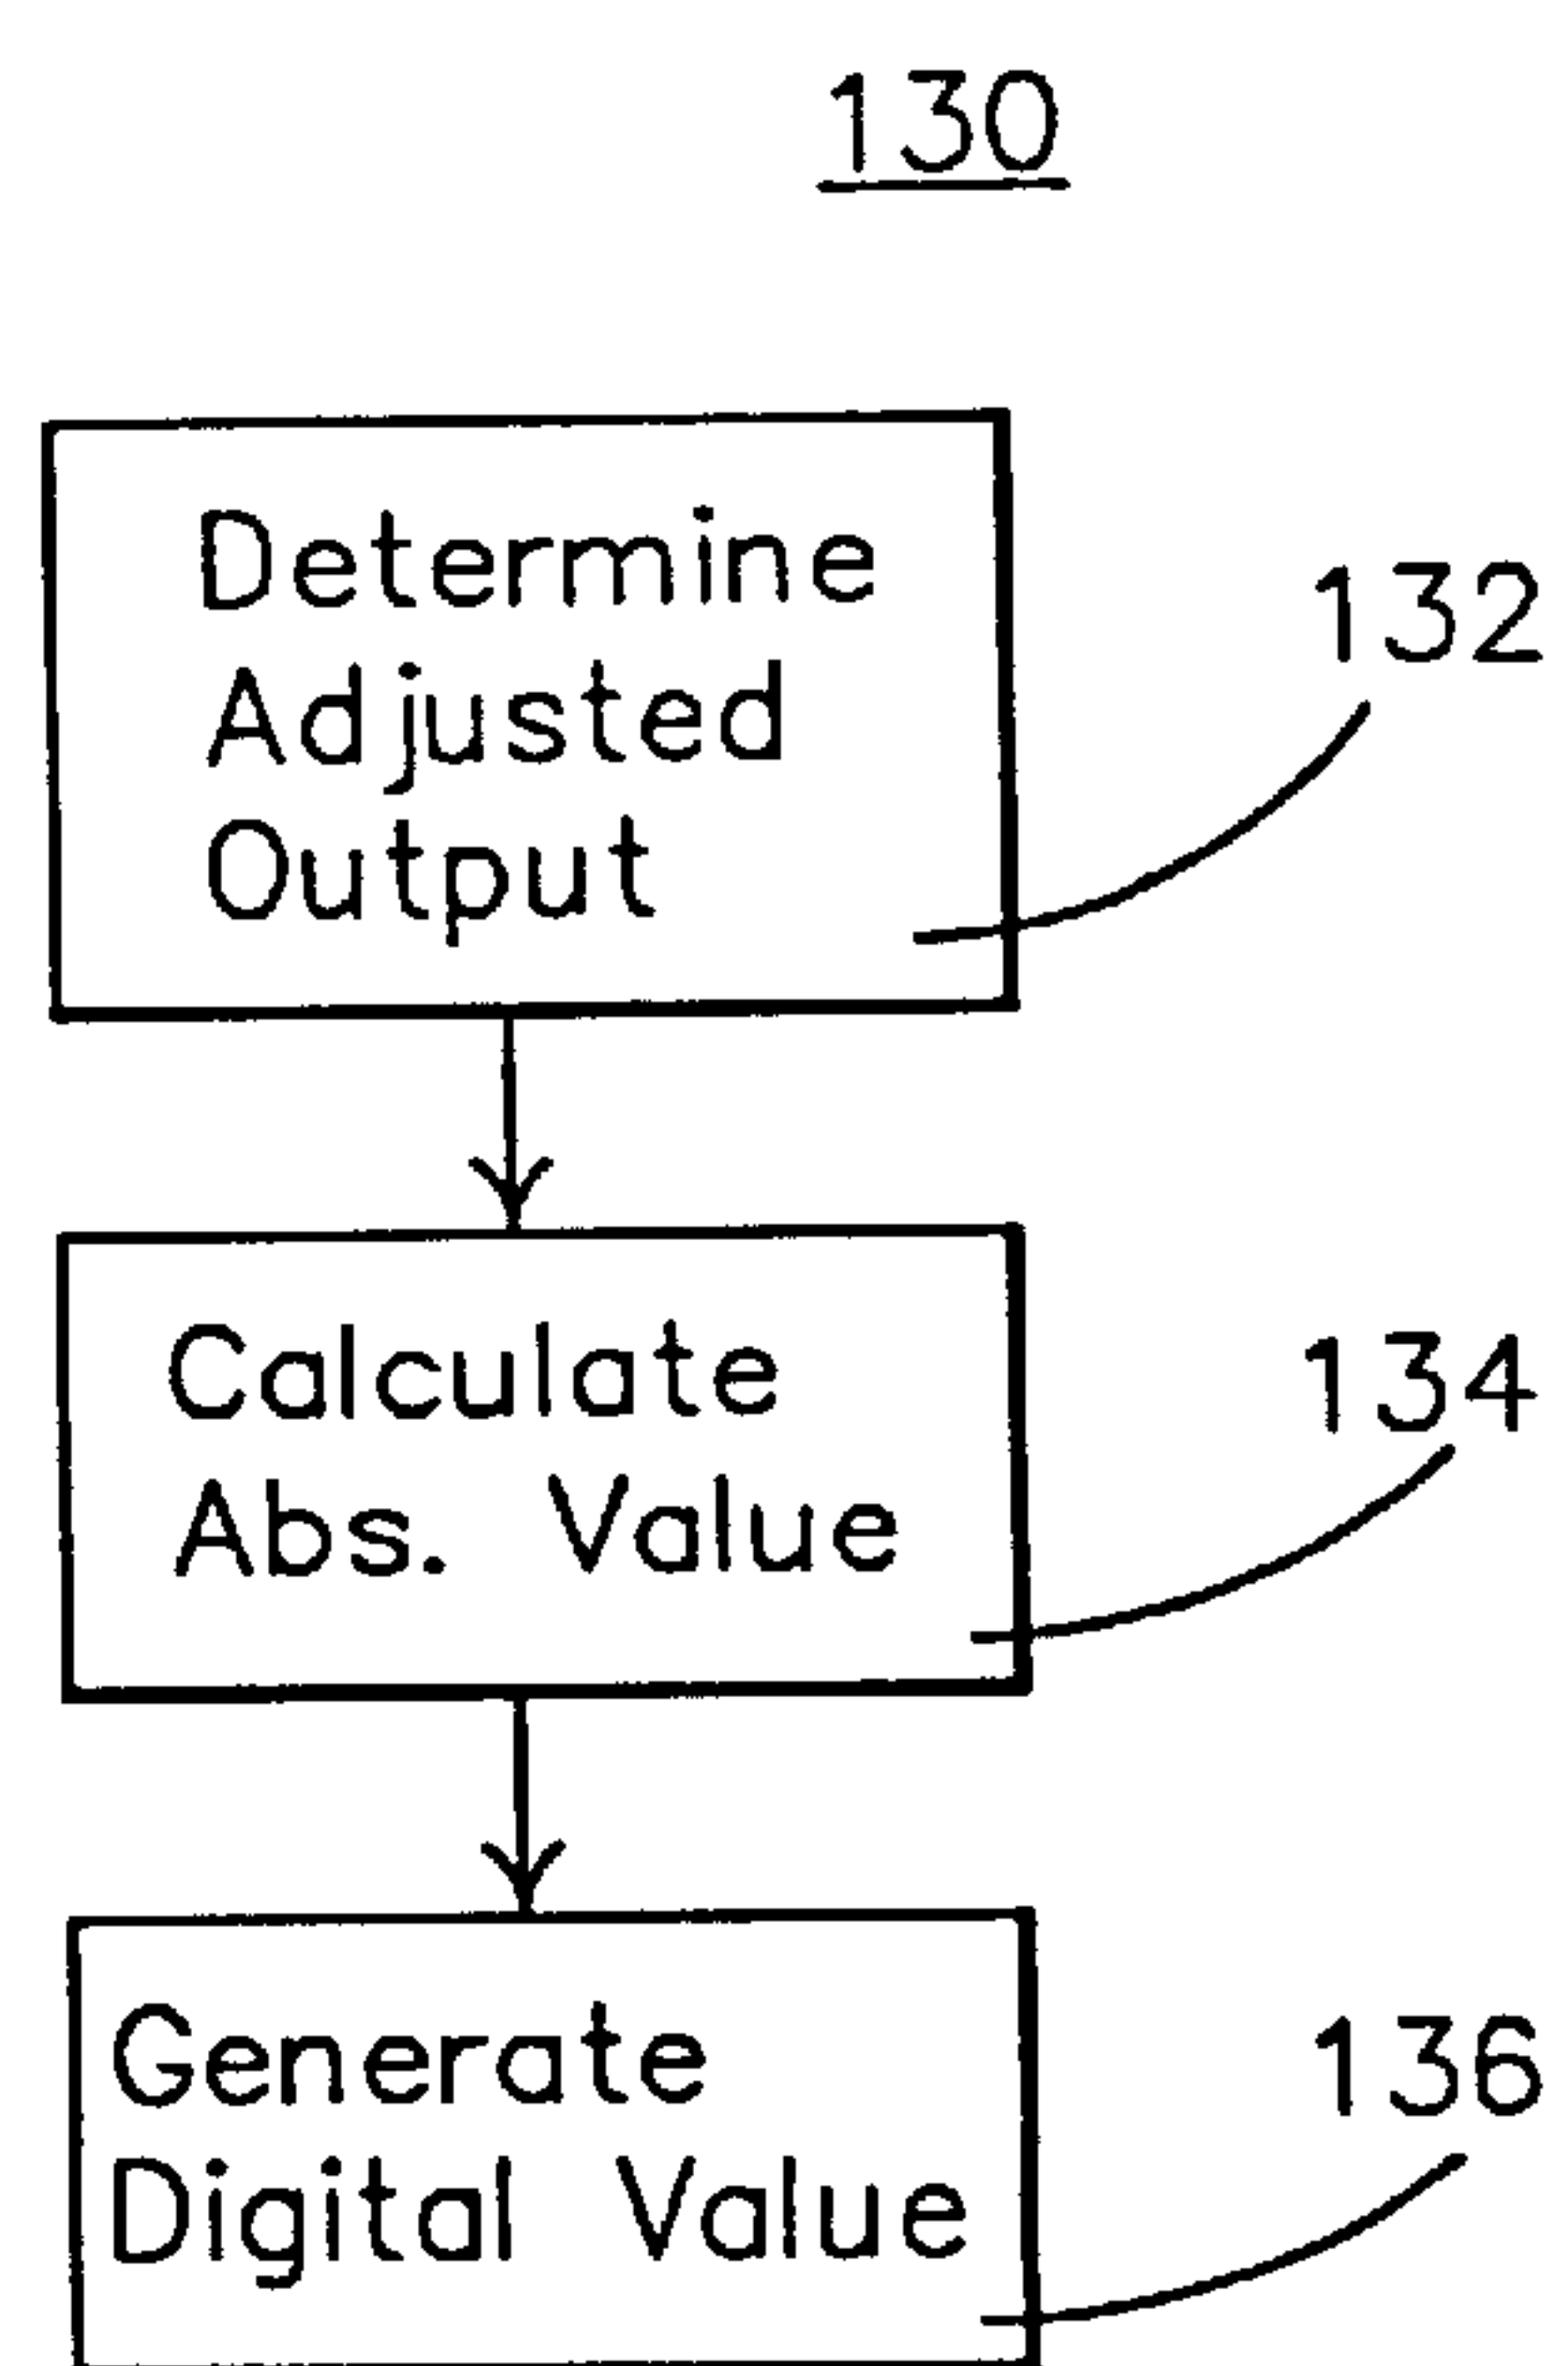 130
Determine
Adjusted
Output
132
Calculate
Abs. Value
134
Generate
Digital Value
136